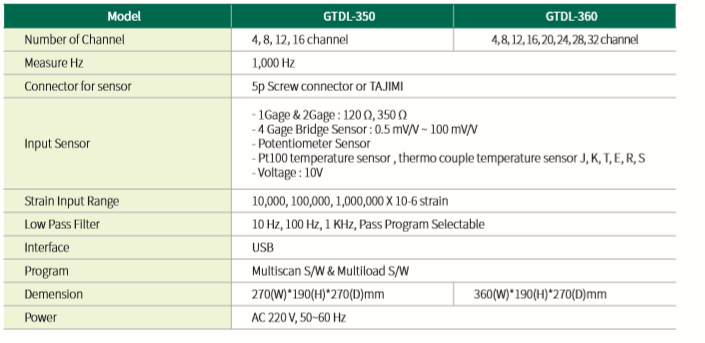 Model GTDL-350 GTDL-360
Number of Channel 4, 8, 12, 16 channel 4,8,12,16,20,24,28,32 channel
Measure Hz 1,000 Hz
Connector for sensor 5p Screw connector or TAJIMI
Input Sensor
- 1Gage & 2Gage : 120 Ω, 350 Ω
- 4 Gage Bridge Sensor : 0.5 mV/V ~ 100 mV/V
- Potentiometer Sensor
- Pt100 temperature sensor , thermo couple temperature sensor J, K, T, E, R, S
- Voltage : 10V
Strain Input Range 10,000, 100,000, 1,000,000 X 10-6 strain
Low Pass Filter 10 Hz, 100 Hz, 1 KHz, Pass Program Selectable
Interface USB
Program Multiscan S/W & Multiload S/W
Demension 270(W)*190(H)*270(D)mm 360(W)*190(H)*270(D)mm
Power AC 220 V, 50~60 Hz